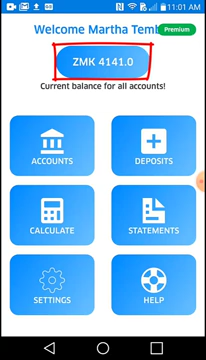 11:01 AM
Welcome Martha Temb
Premium
ZMK 4141.0
Current balance for all accounts!
ACCOUNTS
DEPOSITS
CALCULATE
STATEMENTS
SETTINGS
HELP